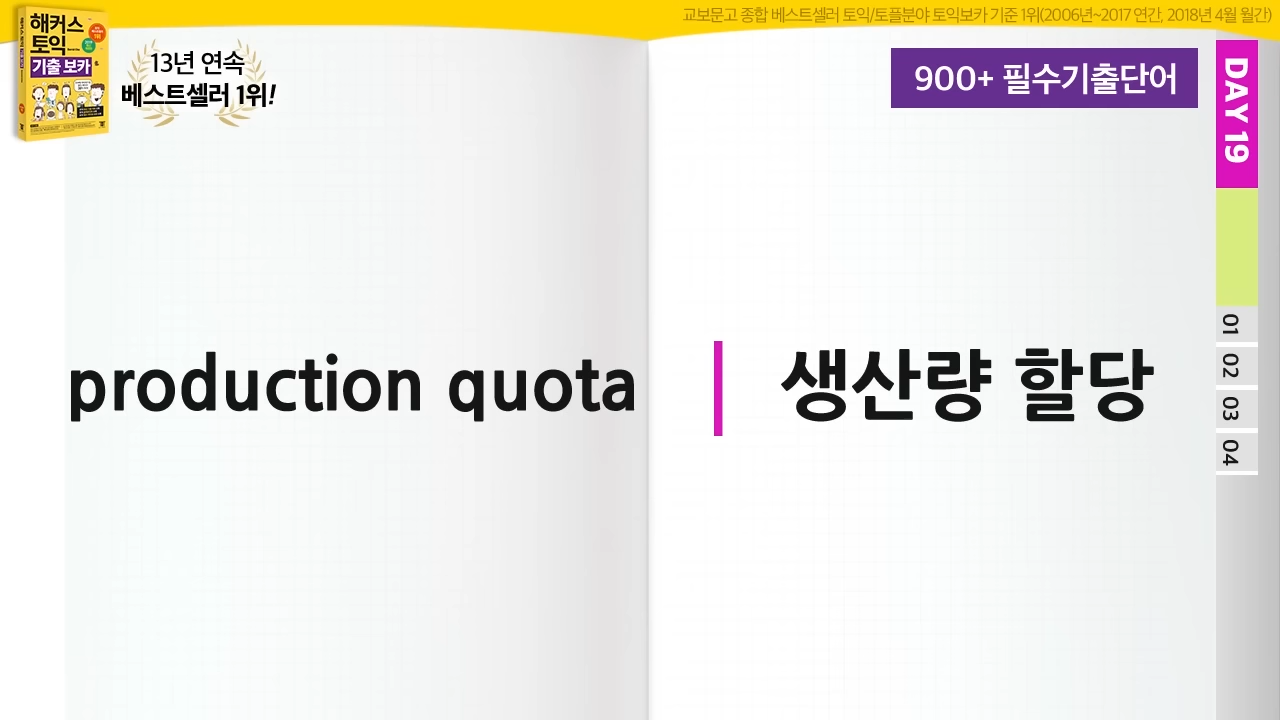 교보문고 종합 베스트셀러 토익/토플분야 토익보카 기준 1위(2006년~2017 연간, 2018년 4월 월간)
해커스
토익
기출 보카
13년 연속
베스트셀러 1위!
900+ 필수기출단어
DAY 19
production quota
생산량 할당
01
02
03
04